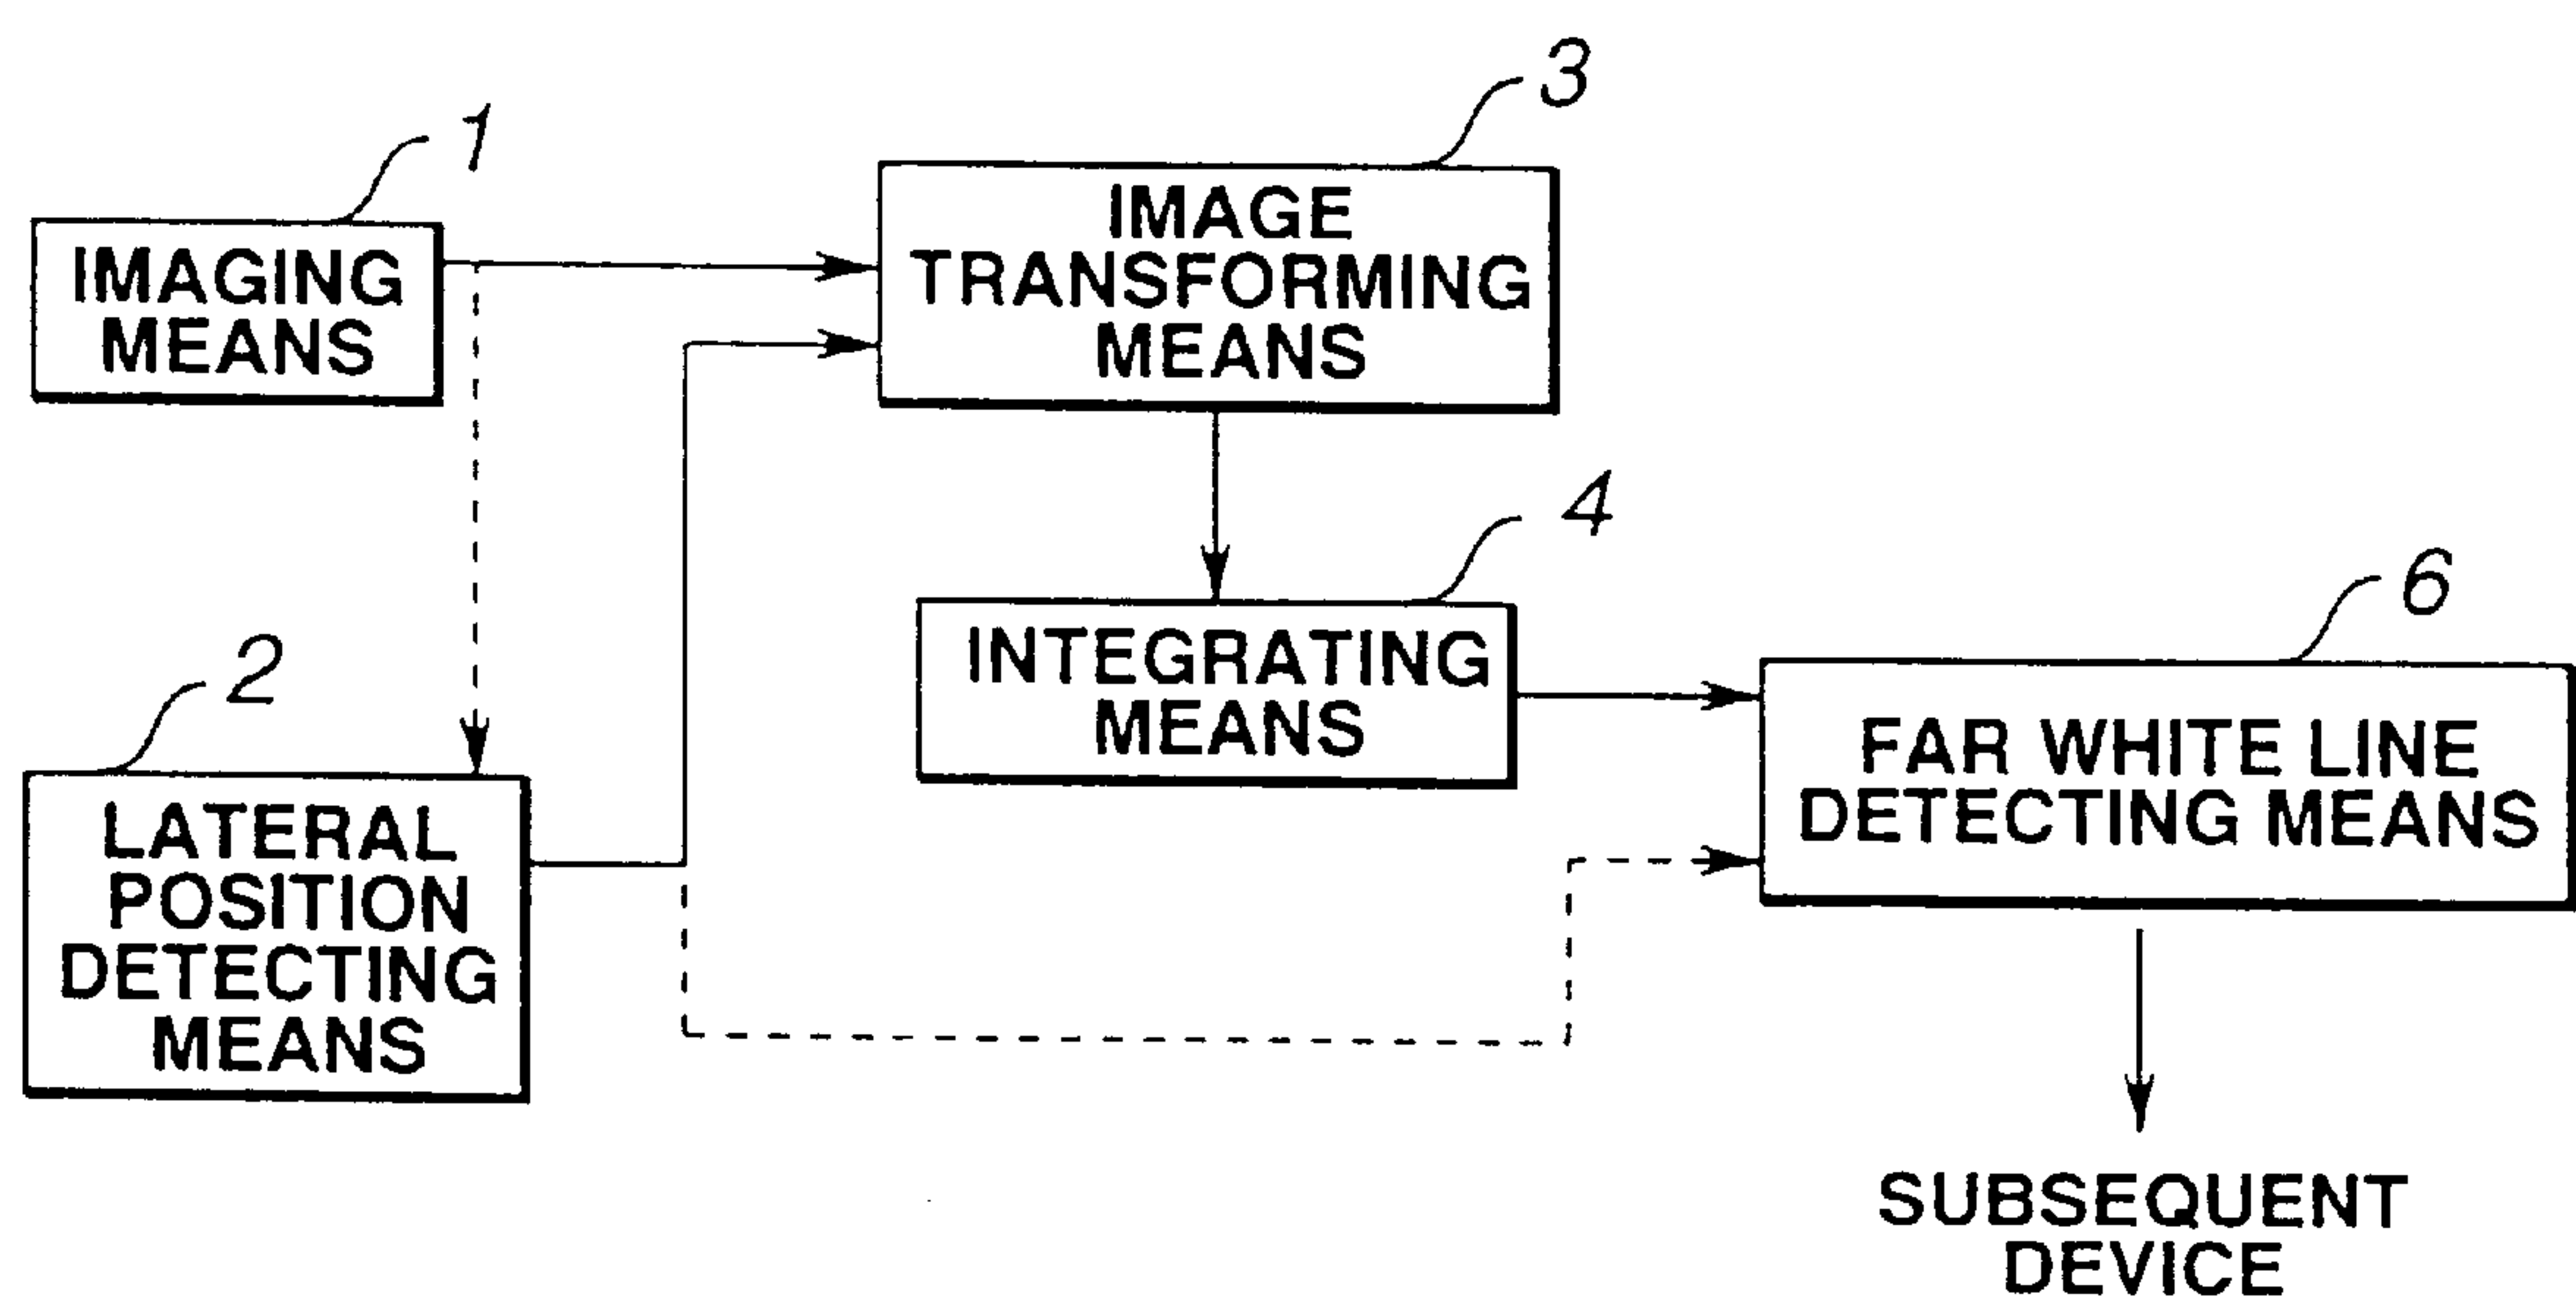 1
IMAGING
MEANS
3
IMAGE
TRANSFORMING
MEANS
2
LATERAL
POSITION
DETECTING
MEANS
4
INTEGRATING
MEANS
6
FAR WHITE LINE
DETECTING MEANS
SUBSEQUENT
DEVICE